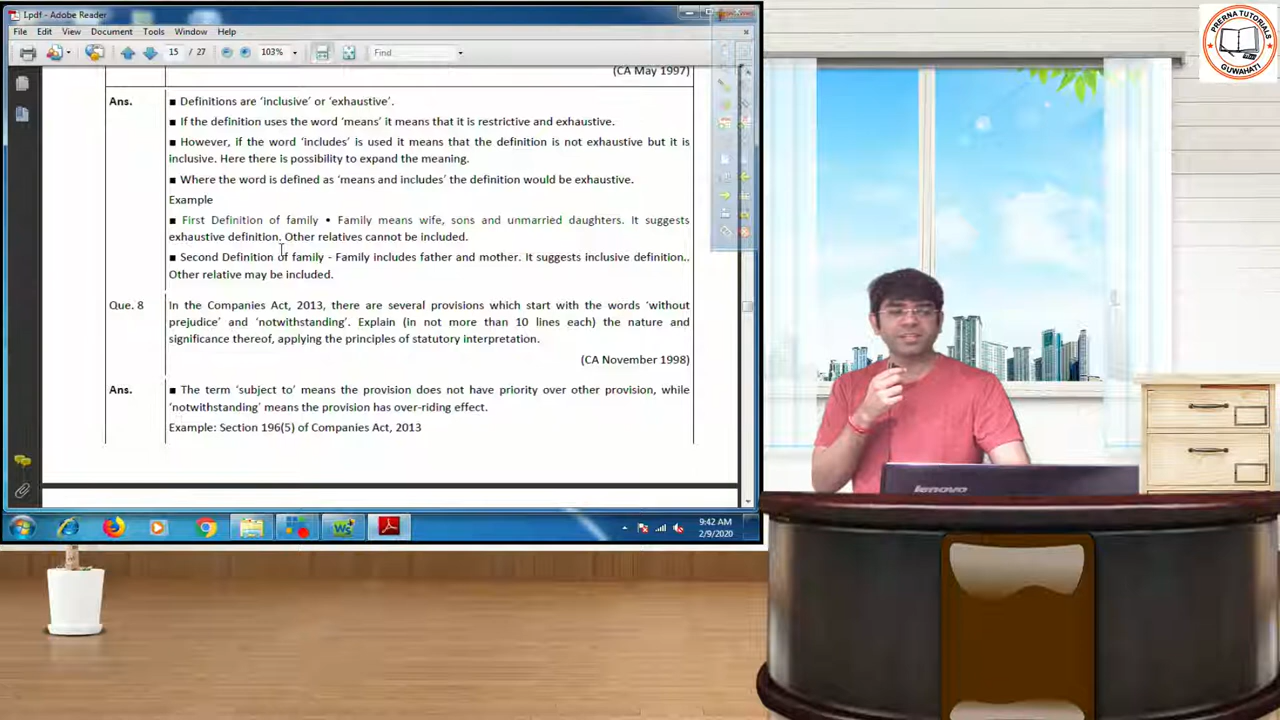 I.pdf - Adobe Reader
File Edit View Document Tools Window Help
15 / 27 103% Find
(CA May 1997)
Ans. ■ Definitions are 'inclusive' or 'exhaustive'.
■ If the definition uses the word 'means' it means that it is restrictive and exhaustive.
■ However, if the word 'includes' is used it means that the definition is not exhaustive but it is
inclusive. Here there is possibility to expand the meaning.
■ Where the word is defined as 'means and includes' the definition would be exhaustive.
Example
■ First Definition of family • Family means wife, sons and unmarried daughters. It suggests
exhaustive definition. Other relatives cannot be included.
■ Second Definition of family - Family includes father and mother. It suggests inclusive definition..
Other relative may be included.
Que. 8 In the Companies Act, 2013, there are several provisions which start with the words 'without
prejudice' and 'notwithstanding'. Explain (in not more than 10 lines each) the nature and
significance thereof, applying the principles of statutory interpretation.
(CA November 1998)
Ans. ■ The term 'subject to' means the provision does not have priority over other provision, while
'notwithstanding' means the provision has over-riding effect.
Example: Section 196(5) of Companies Act, 2013
9:42 AM
2/9/2020
PRERNA TUTORIALS
GUWAHATI
lenovo